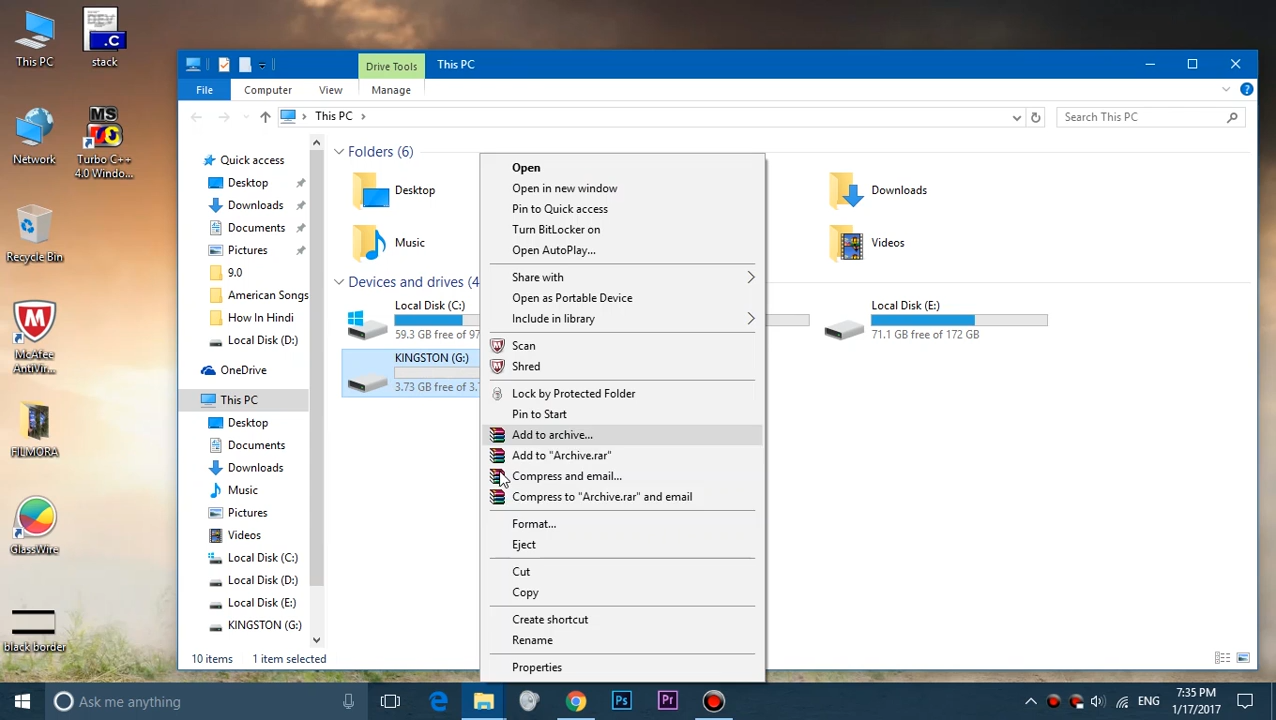 This PC
stack
Network
MS
Turbo C++
4.0 Windo...
Recycle Bin
McAfee
AntiVir...
FILMORA
GlassWire
black border
DEV
.C
Drive Tools
This PC
File
Computer
View
Manage
This PC
Search This PC
Quick access
Desktop
Downloads
Documents
Pictures
9.0
American Songs
How In Hindi
Local Disk (D:)
OneDrive
This PC
Desktop
Documents
Downloads
Music
Pictures
Videos
Local Disk (C:)
Local Disk (D:)
Local Disk (E:)
KINGSTON (G:)
Folders (6)
Desktop
Downloads
Music
Videos
Devices and drives (4
Local Disk (C:)
59.3 GB free of 97
Local Disk (E:)
71.1 GB free of 172 GB
KINGSTON (G:)
3.73 GB free of 3.7
Open
Open in new window
Pin to Quick access
Turn BitLocker on
Open AutoPlay...
Share with
Open as Portable Device
Include in library
Scan
Shred
Lock by Protected Folder
Pin to Start
Add to archive...
Add to "Archive.rar"
Compress and email...
Compress to "Archive.rar" and email
Format...
Eject
Cut
Copy
Create shortcut
Rename
Properties
10 items
1 item selected
Ask me anything
Ps
Pr
ENG
7:35 PM
1/17/2017